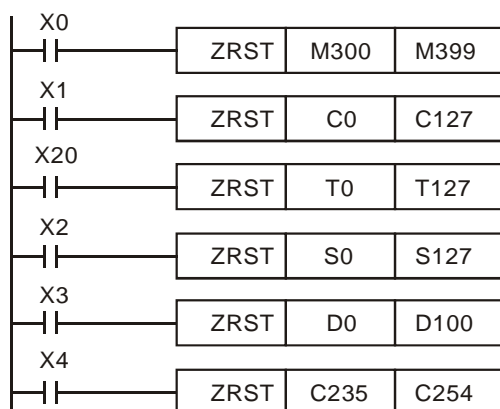 X0
ZRST M300 M399
X1
ZRST C0 C127
X20
ZRST T0 T127
X2
ZRST S0 S127
X3
ZRST D0 D100
X4
ZRST C235 C254